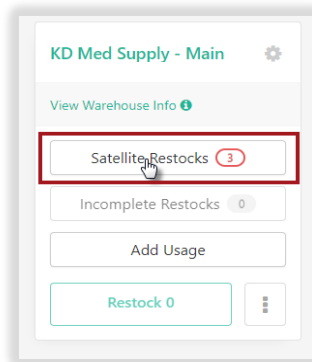 KD Med Supply - Main
View Warehouse Info
Satellite Restocks 3
Incomplete Restocks 0
Add Usage
Restock 0